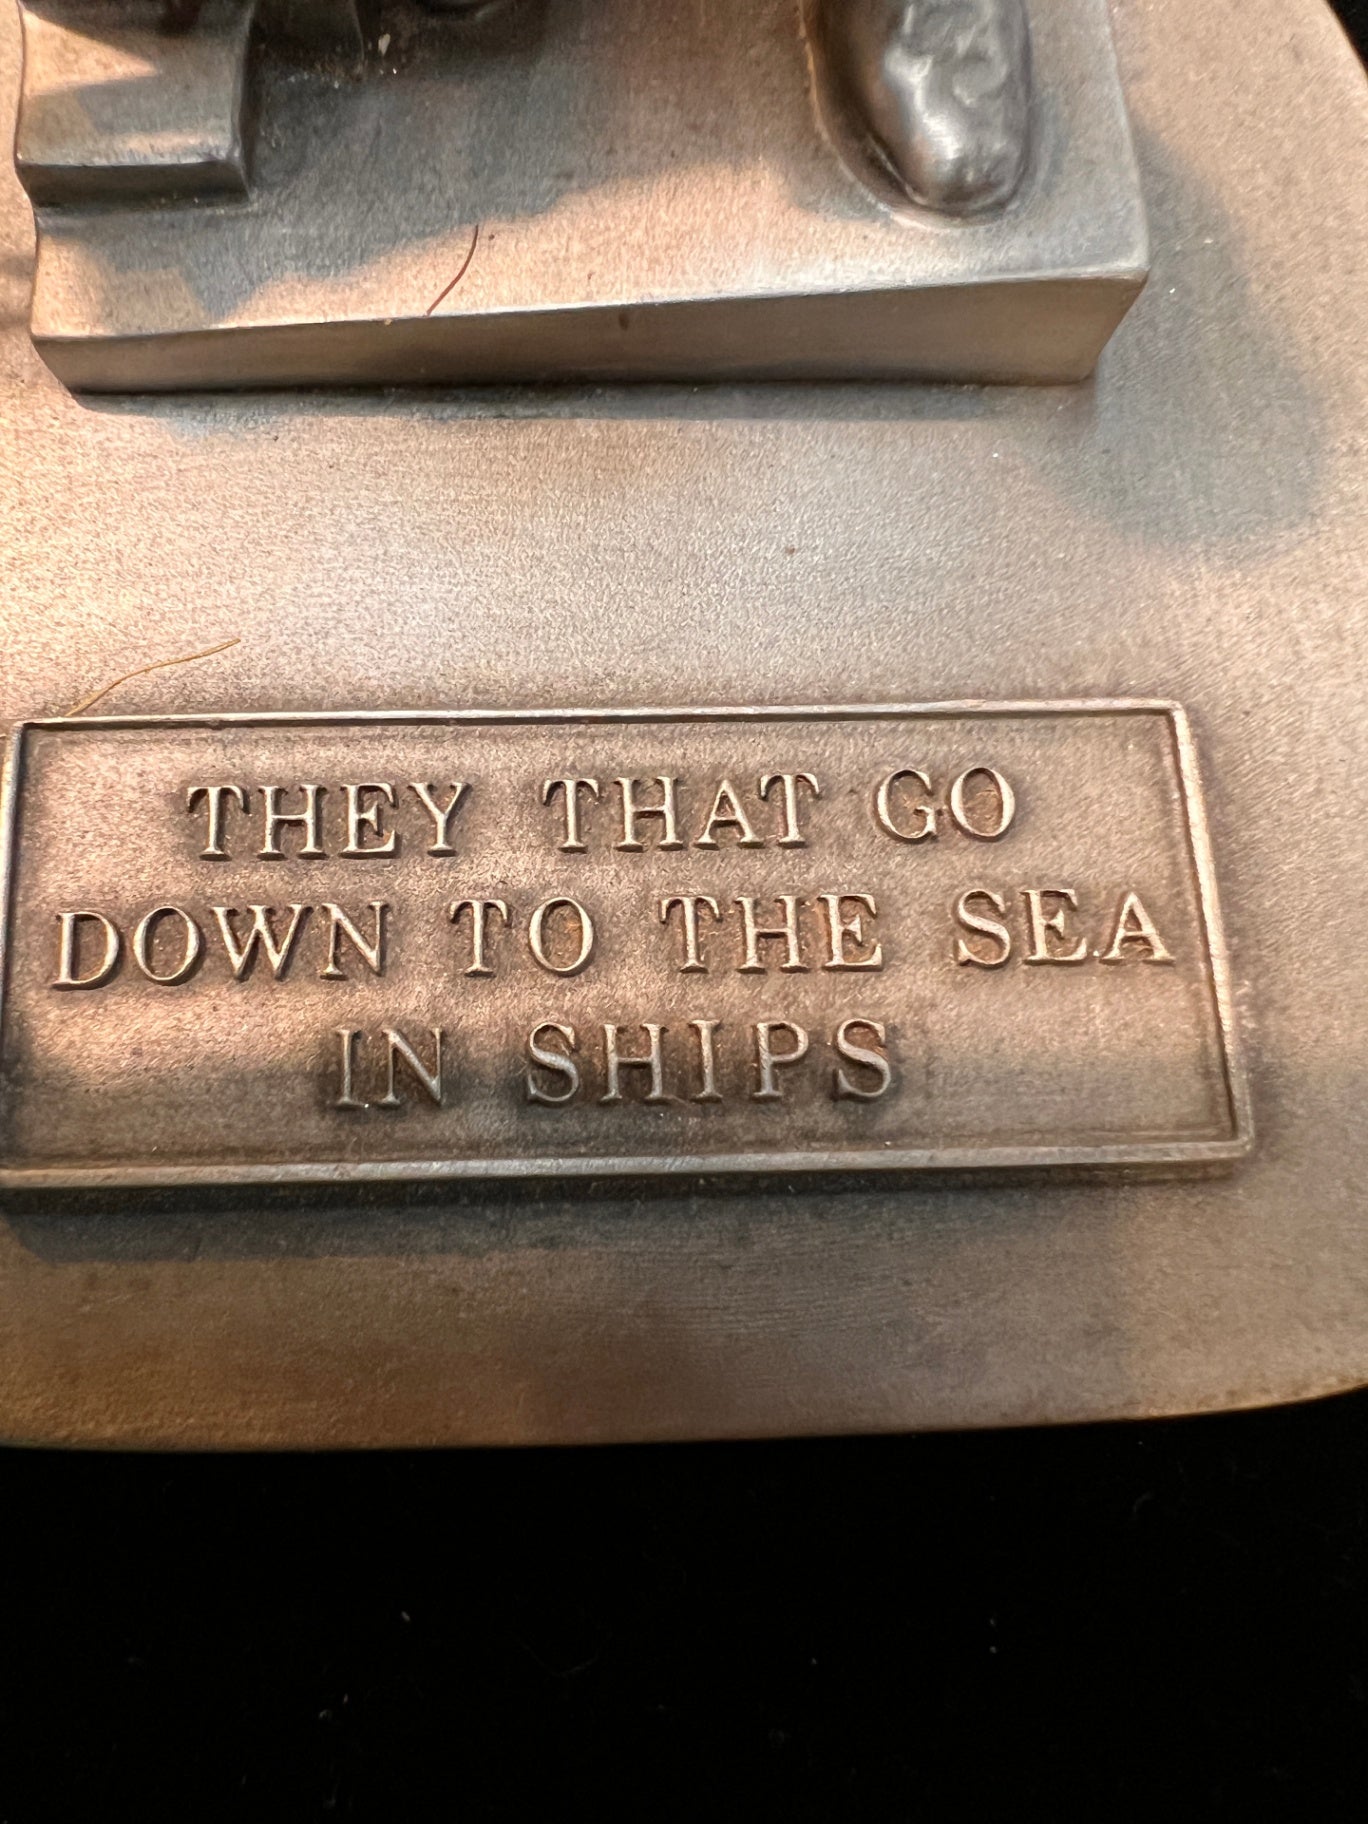 THEY THAT GO
DOWN TO THE SEA
IN SHIPS